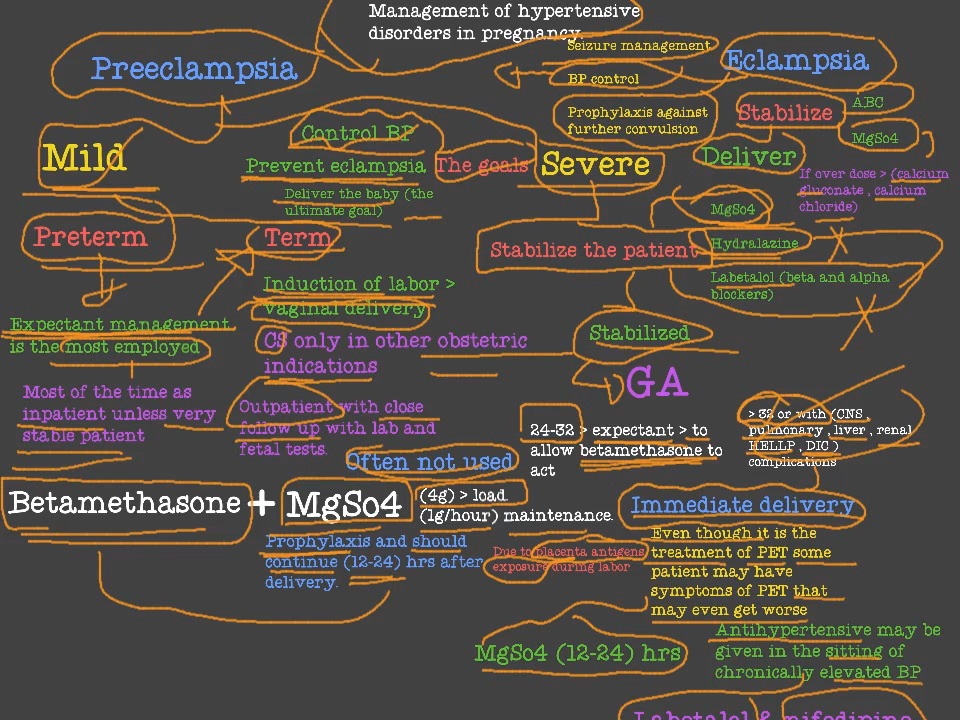 Management of hypertensive
disorders in pregnancy.
Preeclampsia
Seizure management
BP control
Prophylaxis against
further convulsion
Eclampsia
Stabilize
ABC
MgSo4
Deliver
If over dose > (calcium
gluconate , calcium
chloride)
Mild
Control BP
Prevent eclampsia
Deliver the baby (the
ultimate goal)
The goals
Severe
MgSo4
Hydralazine
Labetalol (beta and alpha
blockers)
Preterm
Term
Stabilize the patient
Induction of labor >
vaginal delivery
CS only in other obstetric
indications
Expectant management
is the most employed
Stabilized
GA
Most of the time as
inpatient unless very
stable patient
Outpatient with close
follow up with lab and
fetal tests.
24-32 > expectant > to
allow betamethasone to
act
> 32 or with (CNS ,
pulmonary , liver , renal
HELLP , DIC )
complications
Often not used
Betamethasone + MgSo4
(4g) > load
(1g/hour) maintenance.
Immediate delivery
Prophylaxis and should
continue (12-24) hrs after
delivery.
Due to placenta antigens
exposure during labor
Even though it is the
treatment of PET some
patient may have
symptoms of PET that
may even get worse
MgSo4 (12-24) hrs
Antihypertensive may be
given in the sitting of
chronically elevated BP
Labetalol & nifedipine